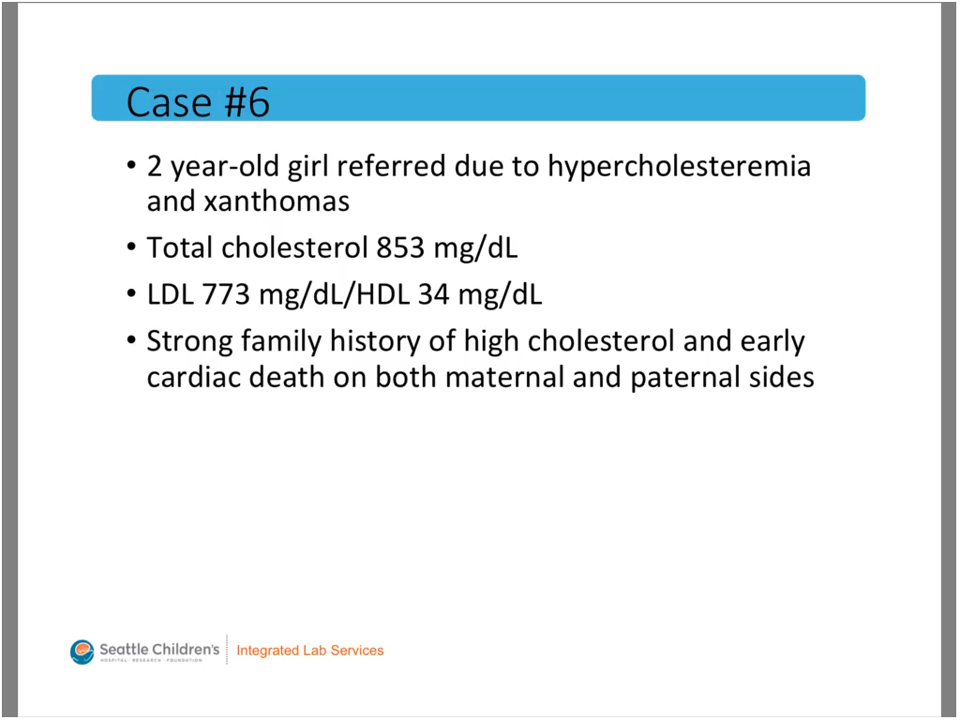 Case #6
• 2 year-old girl referred due to hypercholesteremia
and xanthomas
• Total cholesterol 853 mg/dL
• LDL 773 mg/dL/HDL 34 mg/dL
• Strong family history of high cholesterol and early
cardiac death on both maternal and paternal sides
Seattle Children's
HOSPITAL • RESEARCH • FOUNDATION
Integrated Lab Services